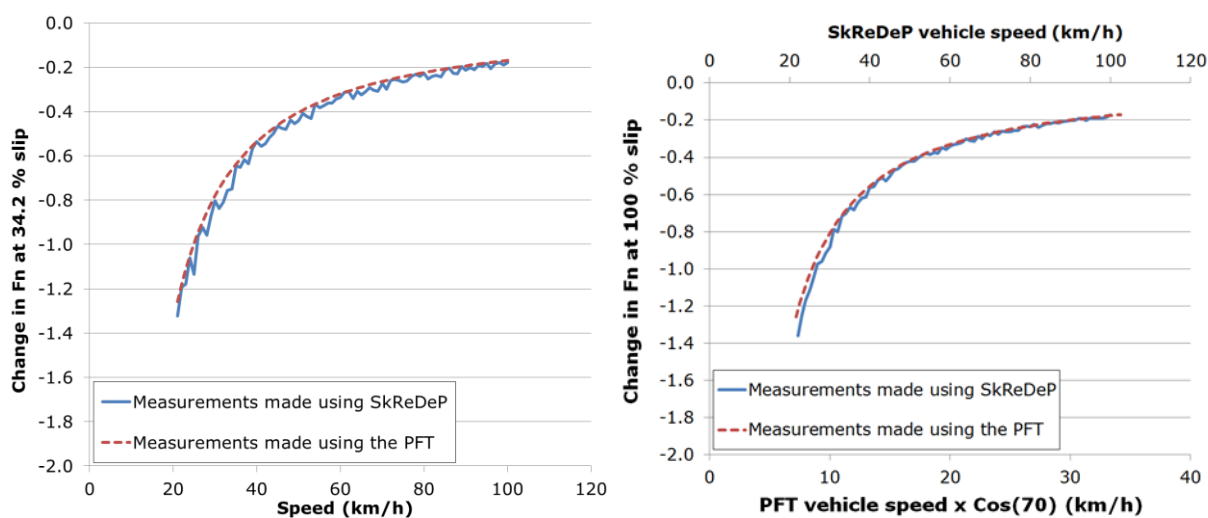 0.0
-0.2
-0.4
-0.6
-0.8
-1.0
-1.2
-1.4
-1.6
-1.8
-2.0
Change in Fn at 34.2 % slip
Measurements made using SkReDeP
Measurements made using the PFT
0 20 40 60 80 100 120
Speed (km/h)
SkReDeP vehicle speed (km/h)
0 20 40 60 80 100 120
0.0
-0.2
-0.4
-0.6
-0.8
-1.0
-1.2
-1.4
-1.6
-1.8
-2.0
Change in Fn at 100 % slip
Measurements made using SkReDeP
Measurements made using the PFT
0 10 20 30 40
PFT vehicle speed x Cos(70) (km/h)